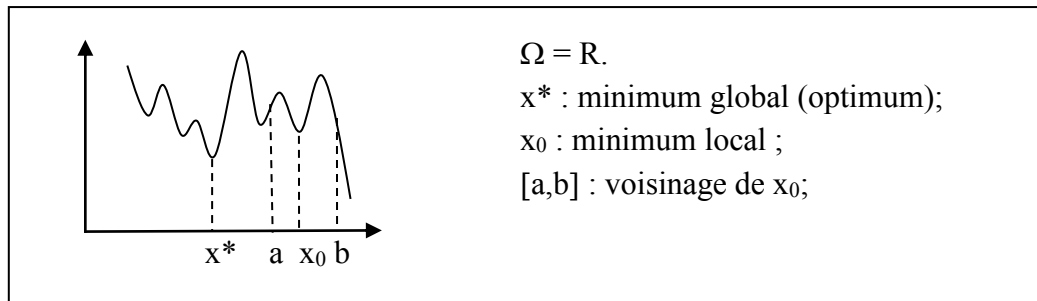 Ω = R.
x* : minimum global (optimum);
x₀ : minimum local ;
[a,b] : voisinage de x₀;
x* a x₀ b